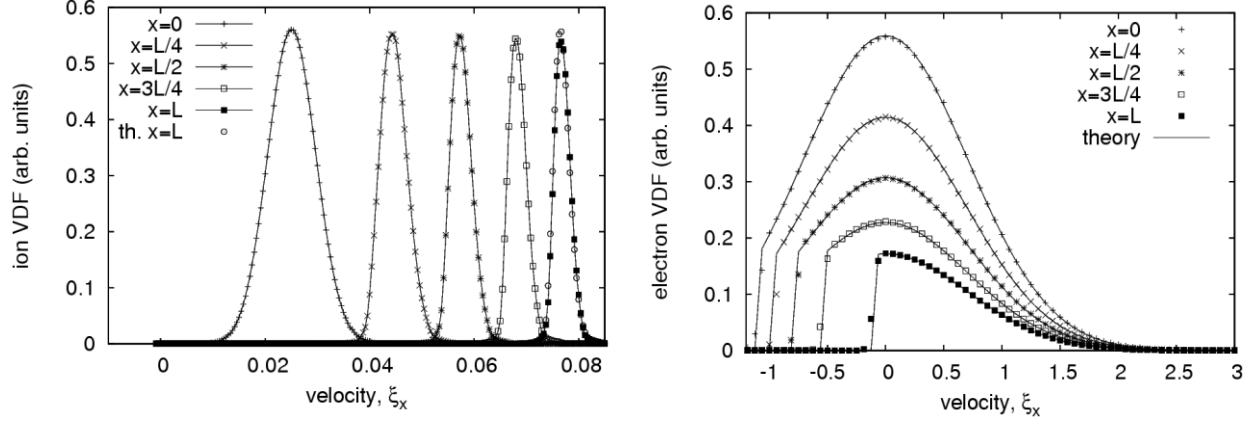 ion VDF (arb. units)
0.6
0.5
0.4
0.3
0.2
0.1
0
x=0
x=L/4
x=L/2
x=3L/4
x=L
th. x=L
0 0.02 0.04 0.06 0.08
velocity, ξx
electron VDF (arb. units)
0.6
0.5
0.4
0.3
0.2
0.1
0
x=0
x=L/4
x=L/2
x=3L/4
x=L
theory
-1 -0.5 0 0.5 1 1.5 2 2.5 3
velocity, ξx